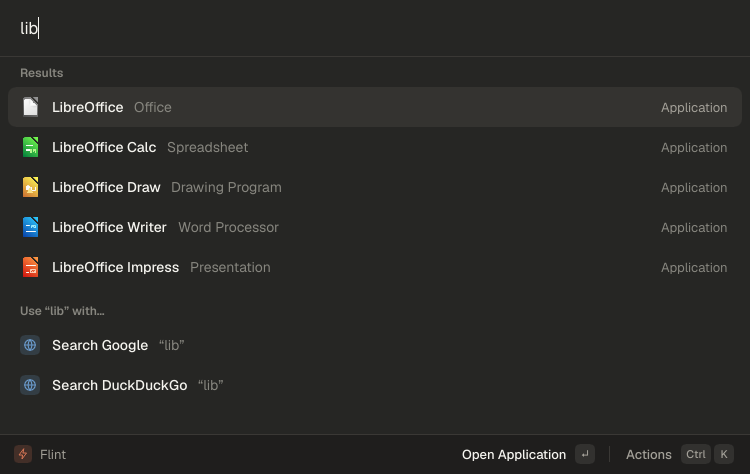 lib
Results
LibreOffice Office Application
LibreOffice Calc Spreadsheet Application
LibreOffice Draw Drawing Program Application
LibreOffice Writer Word Processor Application
LibreOffice Impress Presentation Application
Use “lib” with...
Search Google “lib”
Search DuckDuckGo “lib”
Flint Open Application ↵ Actions Ctrl K